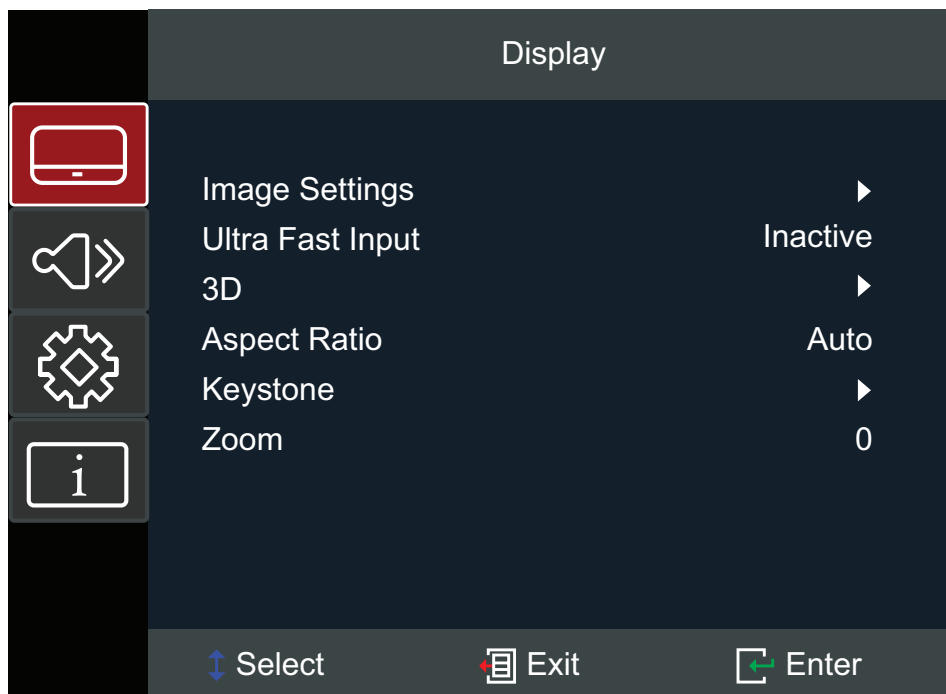 Display
Image Settings
Ultra Fast Input Inactive
3D
Aspect Ratio Auto
Keystone
Zoom 0
i
Select Exit Enter